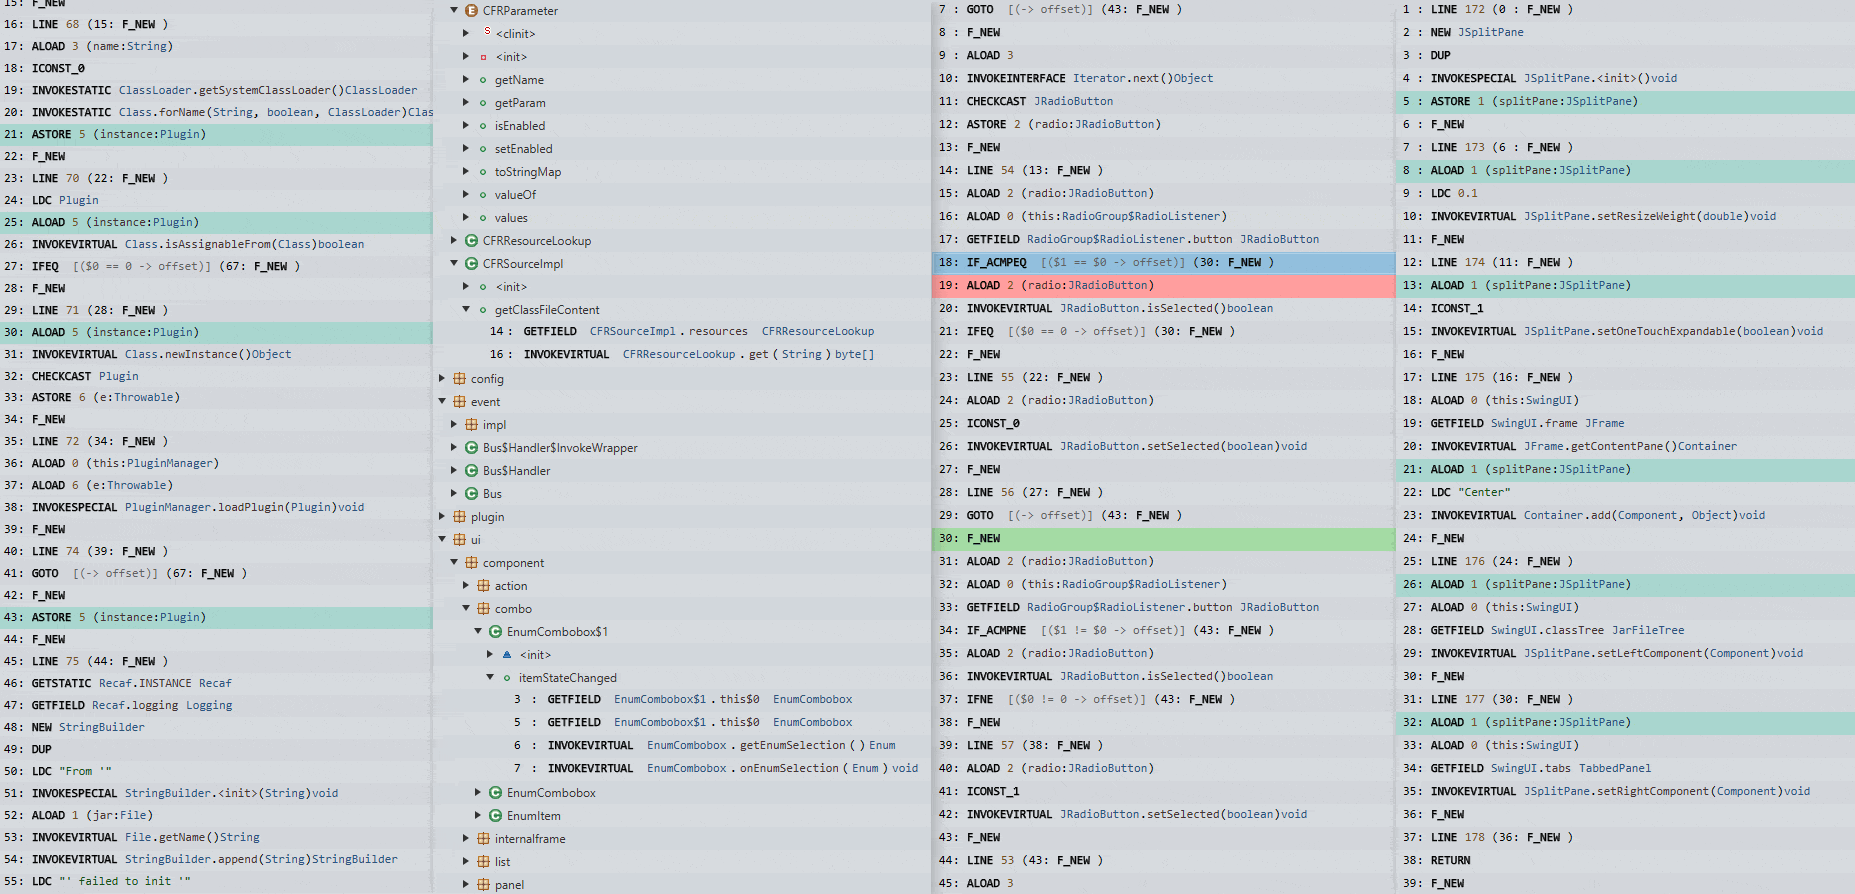 15: F_NEW
16: LINE 68 (15: F_NEW )
17: ALOAD 3 (name:String)
18: ICONST_0
19: INVOKESTATIC ClassLoader.getSystemClassLoader()ClassLoader
20: INVOKESTATIC Class.forName(String, boolean, ClassLoader)Clas
21: ASTORE 5 (instance:Plugin)
22: F_NEW
23: LINE 70 (22: F_NEW )
24: LDC Plugin
25: ALOAD 5 (instance:Plugin)
26: INVOKEVIRTUAL Class.isAssignableFrom(Class)boolean
27: IFEQ [($0 == 0 -> offset)] (67: F_NEW )
28: F_NEW
29: LINE 71 (28: F_NEW )
30: ALOAD 5 (instance:Plugin)
31: INVOKEVIRTUAL Class.newInstance()Object
32: CHECKCAST Plugin
33: ASTORE 6 (e:Throwable)
34: F_NEW
35: LINE 72 (34: F_NEW )
36: ALOAD 0 (this:PluginManager)
37: ALOAD 6 (e:Throwable)
38: INVOKESPECIAL PluginManager.loadPlugin(Plugin)void
39: F_NEW
40: LINE 74 (39: F_NEW )
41: GOTO [(-> offset)] (67: F_NEW )
42: F_NEW
43: ASTORE 5 (instance:Plugin)
44: F_NEW
45: LINE 75 (44: F_NEW )
46: GETSTATIC Recaf.INSTANCE Recaf
47: GETFIELD Recaf.logging Logging
48: NEW StringBuilder
49: DUP
50: LDC "From '"
51: INVOKESPECIAL StringBuilder.<init>(String)void
52: ALOAD 1 (jar:File)
53: INVOKEVIRTUAL File.getName()String
54: INVOKEVIRTUAL StringBuilder.append(String)StringBuilder
55: LDC "' failed to init '"
E CFRParameter
S <clinit>
<init>
getName
getParam
isEnabled
setEnabled
toStringMap
valueOf
values
C CFRResourceLookup
C CFRSourceImpl
<init>
getClassFileContent
14 : GETFIELD CFRSourceImpl . resources CFRResourceLookup
16 : INVOKEVIRTUAL CFRResourceLookup . get ( String ) byte[]
config
event
impl
C Bus$Handler$InvokeWrapper
C Bus$Handler
C Bus
plugin
ui
component
action
combo
C EnumCombobox$1
<init>
itemStateChanged
3 : GETFIELD EnumCombobox$1 . this$0 EnumCombobox
5 : GETFIELD EnumCombobox$1 . this$0 EnumCombobox
6 : INVOKEVIRTUAL EnumCombobox . getEnumSelection ( ) Enum
7 : INVOKEVIRTUAL EnumCombobox . onEnumSelection ( Enum ) void
C EnumCombobox
C EnumItem
internalframe
list
panel
7 : GOTO [(-> offset)] (43: F_NEW )
8 : F_NEW
9 : ALOAD 3
10: INVOKEINTERFACE Iterator.next()Object
11: CHECKCAST JRadioButton
12: ASTORE 2 (radio:JRadioButton)
13: F_NEW
14: LINE 54 (13: F_NEW )
15: ALOAD 2 (radio:JRadioButton)
16: ALOAD 0 (this:RadioGroup$RadioListener)
17: GETFIELD RadioGroup$RadioListener.button JRadioButton
18: IF_ACMPEQ [($1 == $0 -> offset)] (30: F_NEW )
19: ALOAD 2 (radio:JRadioButton)
20: INVOKEVIRTUAL JRadioButton.isSelected()boolean
21: IFEQ [($0 == 0 -> offset)] (30: F_NEW )
22: F_NEW
23: LINE 55 (22: F_NEW )
24: ALOAD 2 (radio:JRadioButton)
25: ICONST_0
26: INVOKEVIRTUAL JRadioButton.setSelected(boolean)void
27: F_NEW
28: LINE 56 (27: F_NEW )
29: GOTO [(-> offset)] (43: F_NEW )
30: F_NEW
31: ALOAD 2 (radio:JRadioButton)
32: ALOAD 0 (this:RadioGroup$RadioListener)
33: GETFIELD RadioGroup$RadioListener.button JRadioButton
34: IF_ACMPNE [($1 != $0 -> offset)] (43: F_NEW )
35: ALOAD 2 (radio:JRadioButton)
36: INVOKEVIRTUAL JRadioButton.isSelected()boolean
37: IFNE [($0 != 0 -> offset)] (43: F_NEW )
38: F_NEW
39: LINE 57 (38: F_NEW )
40: ALOAD 2 (radio:JRadioButton)
41: ICONST_1
42: INVOKEVIRTUAL JRadioButton.setSelected(boolean)void
43: F_NEW
44: LINE 53 (43: F_NEW )
45: ALOAD 3
1 : LINE 172 (0 : F_NEW )
2 : NEW JSplitPane
3 : DUP
4 : INVOKESPECIAL JSplitPane.<init>()void
5 : ASTORE 1 (splitPane:JSplitPane)
6 : F_NEW
7 : LINE 173 (6 : F_NEW )
8 : ALOAD 1 (splitPane:JSplitPane)
9 : LDC 0.1
10: INVOKEVIRTUAL JSplitPane.setResizeWeight(double)void
11: F_NEW
12: LINE 174 (11: F_NEW )
13: ALOAD 1 (splitPane:JSplitPane)
14: ICONST_1
15: INVOKEVIRTUAL JSplitPane.setOneTouchExpandable(boolean)void
16: F_NEW
17: LINE 175 (16: F_NEW )
18: ALOAD 0 (this:SwingUI)
19: GETFIELD SwingUI.frame JFrame
20: INVOKEVIRTUAL JFrame.getContentPane()Container
21: ALOAD 1 (splitPane:JSplitPane)
22: LDC "Center"
23: INVOKEVIRTUAL Container.add(Component, Object)void
24: F_NEW
25: LINE 176 (24: F_NEW )
26: ALOAD 1 (splitPane:JSplitPane)
27: ALOAD 0 (this:SwingUI)
28: GETFIELD SwingUI.classTree JarFileTree
29: INVOKEVIRTUAL JSplitPane.setLeftComponent(Component)void
30: F_NEW
31: LINE 177 (30: F_NEW )
32: ALOAD 1 (splitPane:JSplitPane)
33: ALOAD 0 (this:SwingUI)
34: GETFIELD SwingUI.tabs TabbedPanel
35: INVOKEVIRTUAL JSplitPane.setRightComponent(Component)void
36: F_NEW
37: LINE 178 (36: F_NEW )
38: RETURN
39: F_NEW